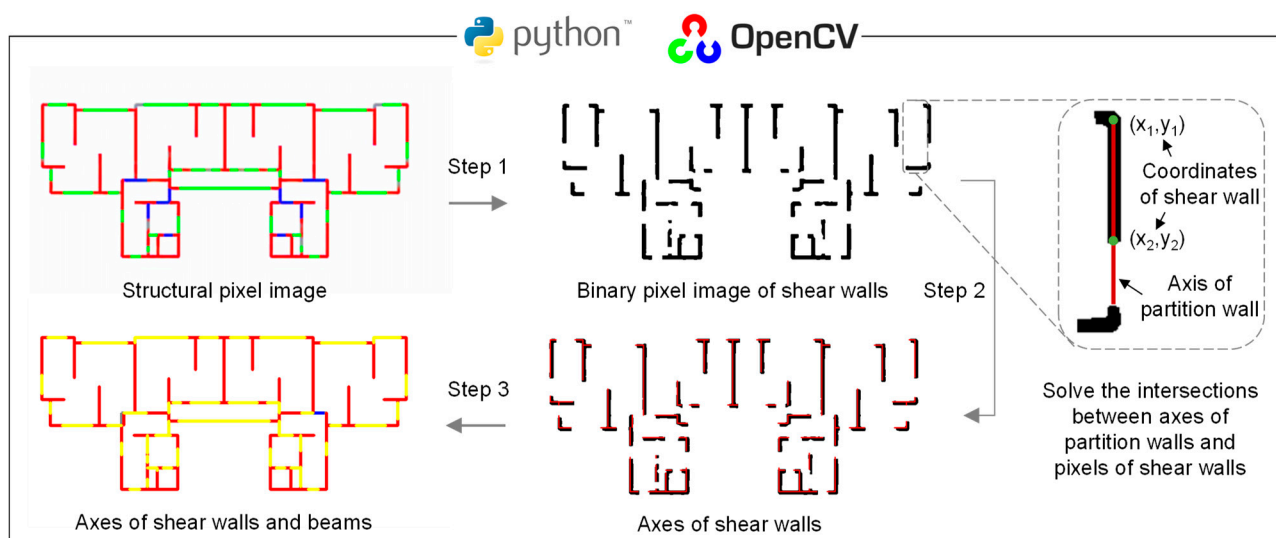 python™
OpenCV
Step 1
Structural pixel image
Binary pixel image of shear walls
Step 2
(x1,y1)
Coordinates
of shear wall
(x2,y2)
Axis of
partition wall
Solve the intersections
between axes of
partition walls and
pixels of shear walls
Step 3
Axes of shear walls and beams
Axes of shear walls